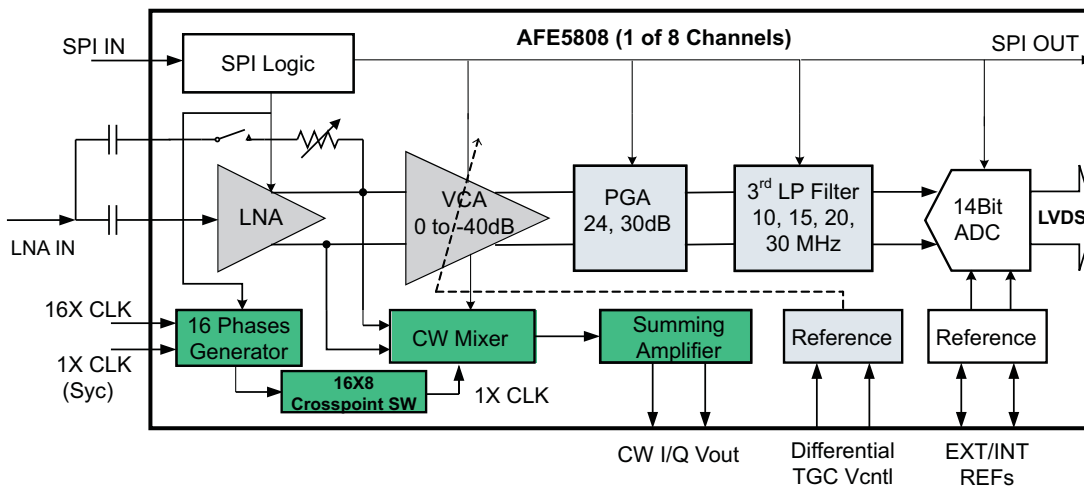 AFE5808 (1 of 8 Channels)
SPI IN
SPI Logic
SPI OUT
LNA IN
LNA
VCA
0 to -40dB
PGA
24, 30dB
3rd LP Filter
10, 15, 20,
30 MHz
14Bit
ADC
LVDS
16X CLK
1X CLK
(Syc)
16 Phases
Generator
16X8
Crosspoint SW
CW Mixer
1X CLK
Summing
Amplifier
Reference
Reference
CW I/Q Vout
Differential
TGC Vcntl
EXT/INT
REFs